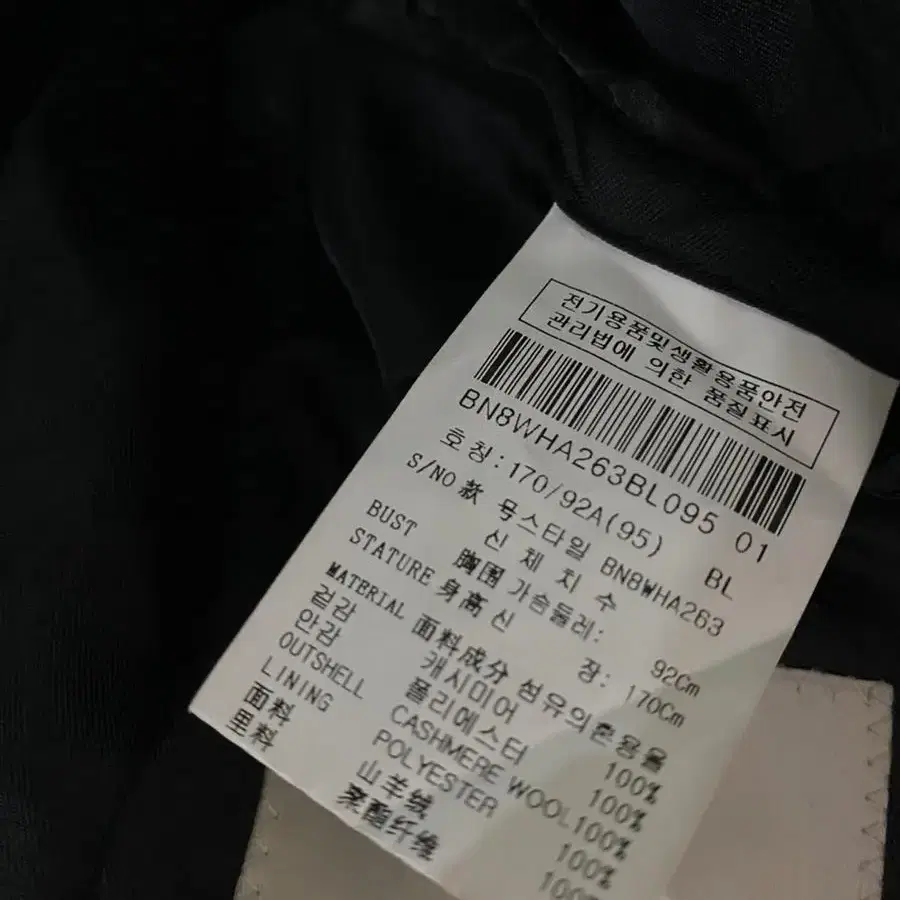 전기용품및생활용품안전
관리법에 의한 품질표시
BN8WHA263BL095 01
호칭:170/92A(95) BL
S/NO 款 号스타일 BN8WHA263
신 체 치 수
BUST 胸围 가슴둘레: 92Cm
STATURE 身高 신 장: 170Cm
MATERIAL 面料成分 섬유의혼용율
겉감 캐시미어 100%
안감 폴리에스터 100%
OUTSHELL CASHMERE WOOL100%
LINING POLYESTER 100%
面料 山羊绒 100%
里料 聚酯纤维